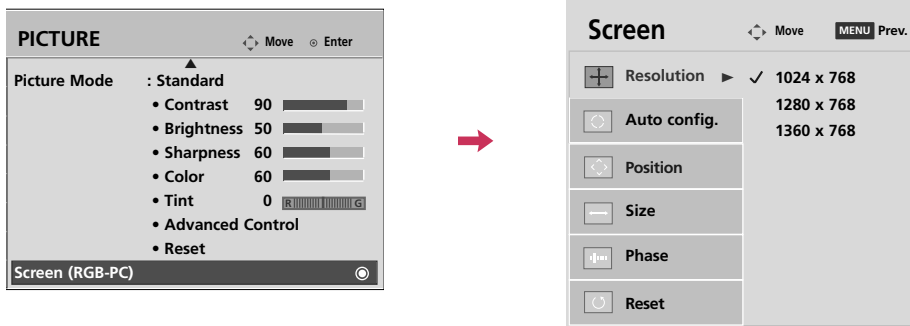 PICTURE Move Enter
Picture Mode : Standard
• Contrast 90
• Brightness 50
• Sharpness 60
• Color 60
• Tint 0 R G
• Advanced Control
• Reset
Screen (RGB-PC)
Screen Move MENU Prev.
Resolution ► ✓ 1024 x 768
1280 x 768
Auto config.
1360 x 768
Position
Size
Phase
Reset